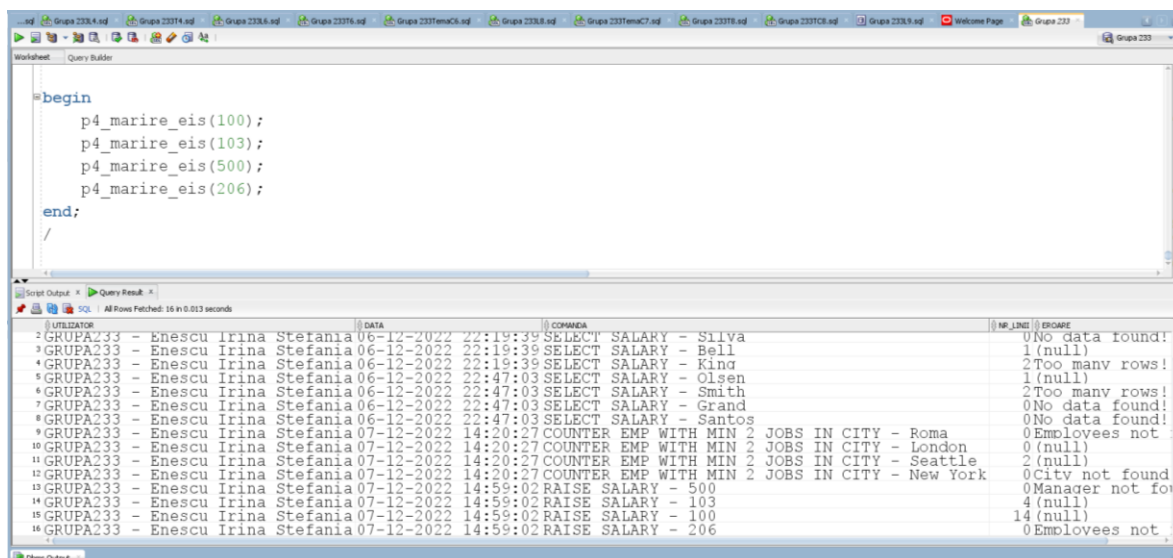 ...sql Grupa 233L4.sql Grupa 233T4.sql Grupa 233L6.sql Grupa 233T6.sql Grupa 233TemaC6.sql Grupa 233L8.sql Grupa 233TemaC7.sql Grupa 233T8.sql Grupa 233TC8.sql Grupa 233L9.sql Welcome Page Grupa 233
Grupa 233
Worksheet Query Builder
begin
p4_marire_eis(100);
p4_marire_eis(103);
p4_marire_eis(500);
p4_marire_eis(206);
end;
/
Script Output x Query Result x
SQL | All Rows Fetched: 16 in 0.013 seconds
UTILIZATOR DATA COMANDA NR_LINII EROARE
2 GRUPA233 - Enescu Irina Stefania 06-12-2022 22:19:39 SELECT SALARY - Silva 0 No data found!
3 GRUPA233 - Enescu Irina Stefania 06-12-2022 22:19:39 SELECT SALARY - Bell 1 (null)
4 GRUPA233 - Enescu Irina Stefania 06-12-2022 22:19:39 SELECT SALARY - King 2 Too many rows!
5 GRUPA233 - Enescu Irina Stefania 06-12-2022 22:47:03 SELECT SALARY - Olsen 1 (null)
6 GRUPA233 - Enescu Irina Stefania 06-12-2022 22:47:03 SELECT SALARY - Smith 2 Too many rows!
7 GRUPA233 - Enescu Irina Stefania 06-12-2022 22:47:03 SELECT SALARY - Grand 0 No data found!
8 GRUPA233 - Enescu Irina Stefania 06-12-2022 22:47:03 SELECT SALARY - Santos 0 No data found!
9 GRUPA233 - Enescu Irina Stefania 07-12-2022 14:20:27 COUNTER EMP WITH MIN 2 JOBS IN CITY - Roma 0 Employees not
10 GRUPA233 - Enescu Irina Stefania 07-12-2022 14:20:27 COUNTER EMP WITH MIN 2 JOBS IN CITY - London 0 (null)
11 GRUPA233 - Enescu Irina Stefania 07-12-2022 14:20:27 COUNTER EMP WITH MIN 2 JOBS IN CITY - Seattle 2 (null)
12 GRUPA233 - Enescu Irina Stefania 07-12-2022 14:20:27 COUNTER EMP WITH MIN 2 JOBS IN CITY - New York 0 City not found
13 GRUPA233 - Enescu Irina Stefania 07-12-2022 14:59:02 RAISE SALARY - 500 0 Manager not fou
14 GRUPA233 - Enescu Irina Stefania 07-12-2022 14:59:02 RAISE SALARY - 103 4 (null)
15 GRUPA233 - Enescu Irina Stefania 07-12-2022 14:59:02 RAISE SALARY - 100 14 (null)
16 GRUPA233 - Enescu Irina Stefania 07-12-2022 14:59:02 RAISE SALARY - 206 0 Employees not
Dbms Output x